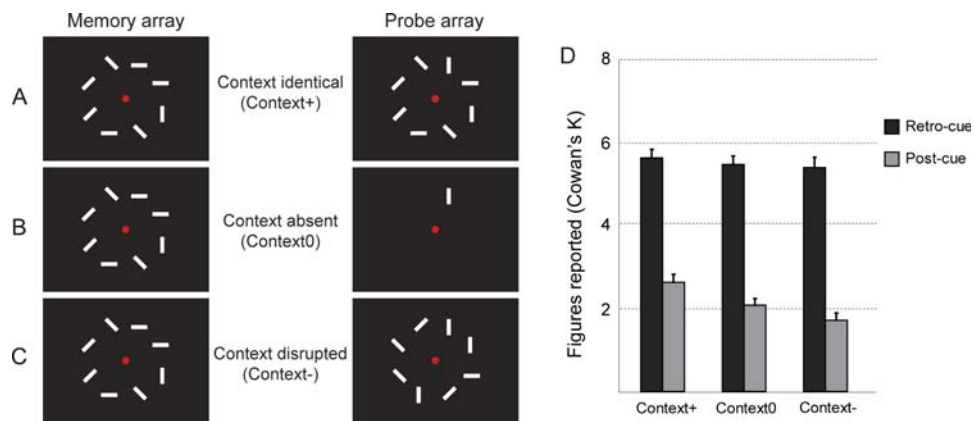 Memory array
Probe array
A
Context identical
(Context+)
B
Context absent
(Context0)
C
Context disrupted
(Context-)
D
Figures reported (Cowan's K)
8
6
4
2
Context+
Context0
Context-
Retro-cue
Post-cue